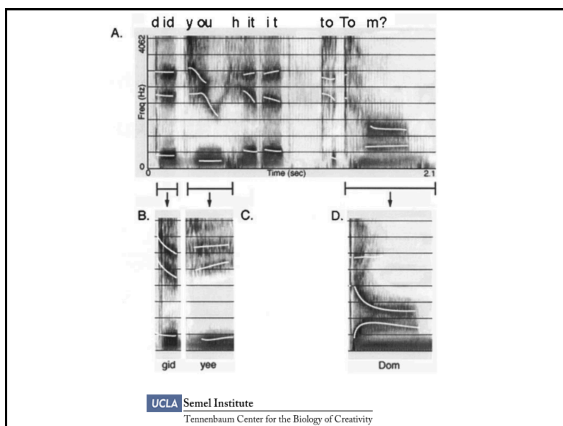 d id y ou h it i t to To m?
A.
4062
Freq (Hz)
0
0
Time (sec)
2.1
B.
C.
D.
gid
yee
Dom
UCLA Semel Institute
Tennenbaum Center for the Biology of Creativity